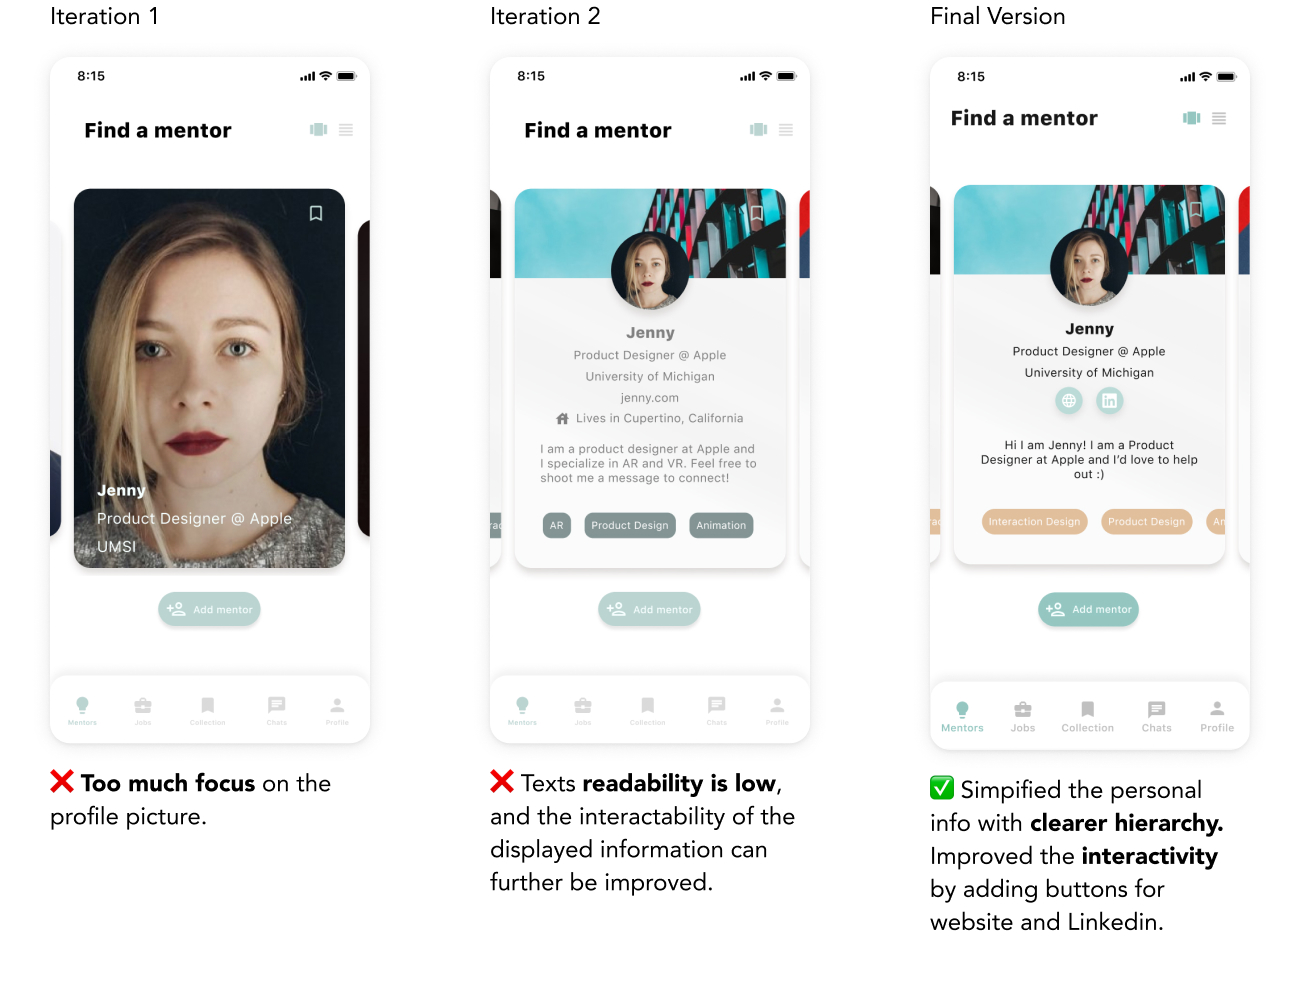 Iteration 1
8:15
Find a mentor
Jenny
Product Designer @ Apple
UMSI
Add mentor
Mentors
Jobs
Collection
Chats
Profile
❌ Too much focus on the
profile picture.
Iteration 2
8:15
Find a mentor
Jenny
Product Designer @ Apple
University of Michigan
jenny.com
Lives in Cupertino, California
I am a product designer at Apple and
I specialize in AR and VR. Feel free to
shoot me a message to connect!
AR
Product Design
Animation
Add mentor
Mentors
Jobs
Collection
Chats
Profile
❌ Texts readability is low,
and the interactability of the
displayed information can
further be improved.
Final Version
8:15
Find a mentor
Jenny
Product Designer @ Apple
University of Michigan
in
Hi I am Jenny! I am a Product
Designer at Apple and I'd love to help
out :)
Interaction Design
Product Design
Add mentor
Mentors
Jobs
Collection
Chats
Profile
✅ Simpified the personal
info with clearer hierarchy.
Improved the interactivity
by adding buttons for
website and Linkedin.